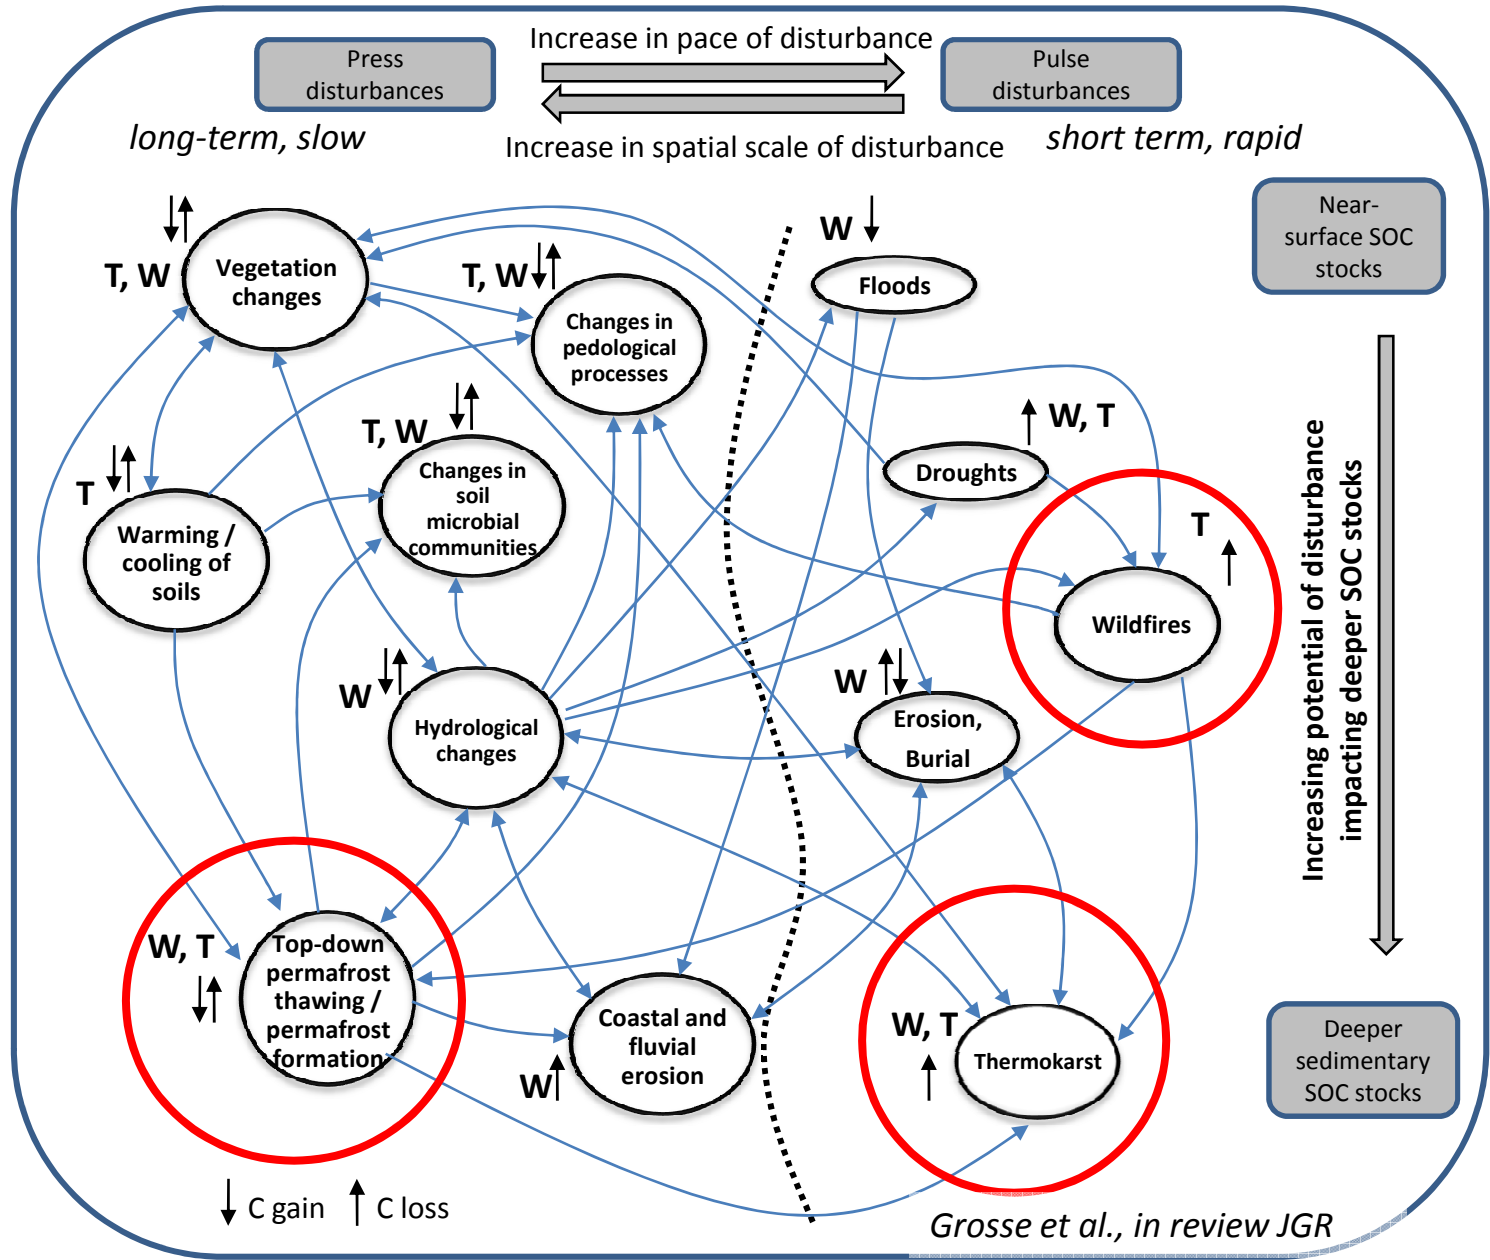 Press
disturbances
Increase in pace of disturbance
Pulse
disturbances
long-term, slow
Increase in spatial scale of disturbance
short term, rapid
Near-
surface SOC
stocks
W
T, W
Vegetation
changes
T, W
Floods
Changes in
pedological
processes
W, T
T, W
Droughts
Changes in
soil
microbial
communities
T
Warming /
cooling of
soils
T
Wildfires
Increasing potential of disturbance
impacting deeper SOC stocks
W
Hydrological
changes
W
Erosion,
Burial
W, T
Top-down
permafrost
thawing /
permafrost
formation
Coastal and
fluvial
erosion
W
W, T
Thermokarst
Deeper
sedimentary
SOC stocks
C gain
C loss
Grosse et al., in review JGR